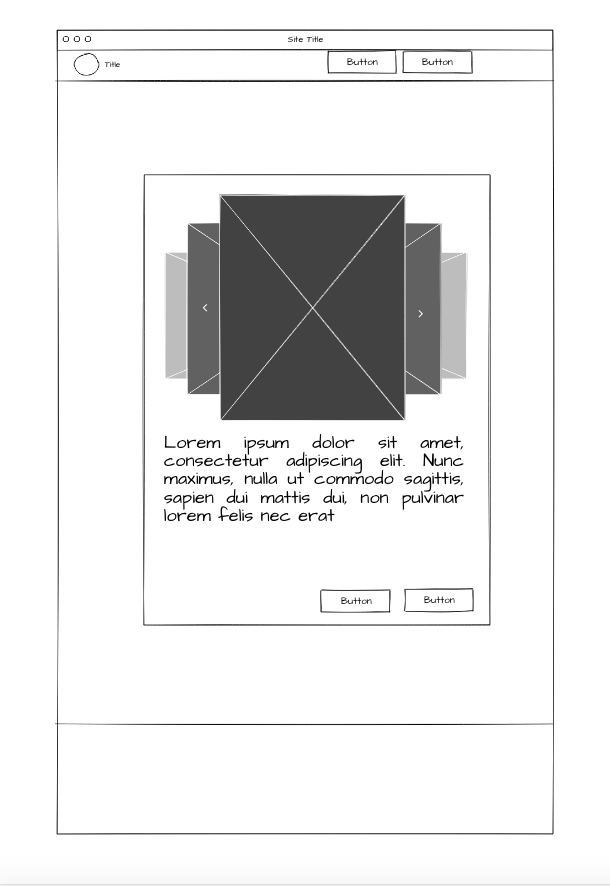 Site Title
Title
Button
Button
Lorem ipsum dolor sit amet,
consectetur adipiscing elit. Nunc
maximus, nulla ut commodo sagittis,
sapien dui mattis dui, non pulvinar
lorem felis nec erat
Button
Button